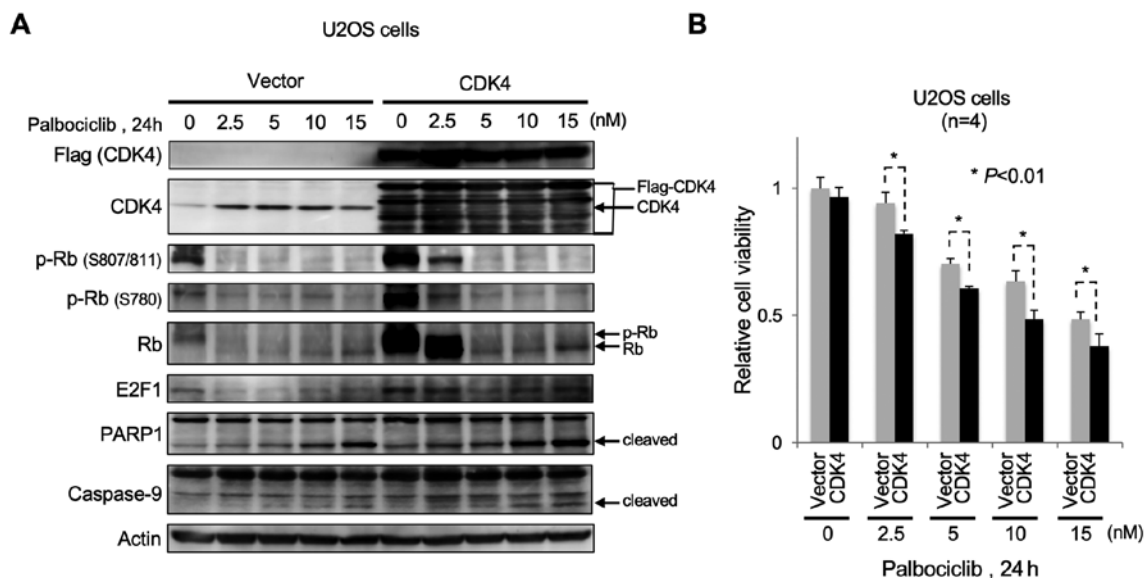 A
U2OS cells
Vector CDK4
Palbociclib , 24h 0 2.5 5 10 15 0 2.5 5 10 15 (nM)
Flag (CDK4)
CDK4
Flag-CDK4
CDK4
p-Rb (S807/811)
p-Rb (S780)
Rb
p-Rb
Rb
E2F1
PARP1
cleaved
Caspase-9
cleaved
Actin
B
U2OS cells
(n=4)
* P<0.01
* * * *
Relative cell viability
1
0.5
0
Vector CDK4 Vector CDK4 Vector CDK4 Vector CDK4 Vector CDK4
0 2.5 5 10 15 (nM)
Palbociclib , 24 h